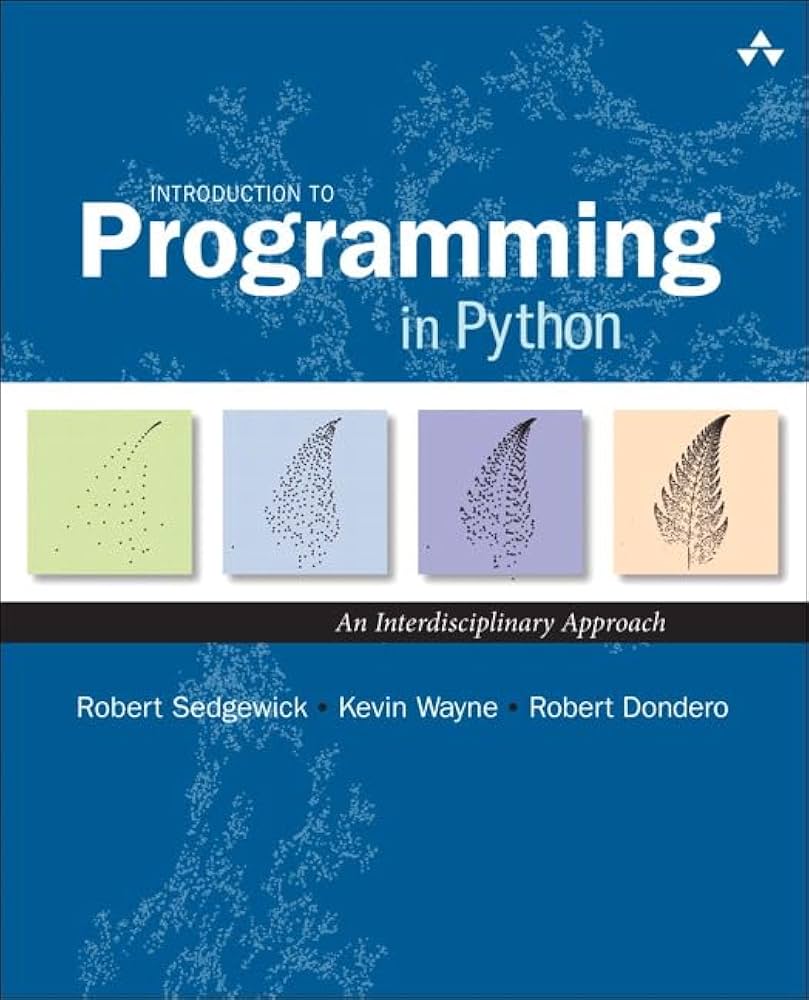 INTRODUCTION TO
Programming
in Python
An Interdisciplinary Approach
Robert Sedgewick • Kevin Wayne • Robert Dondero